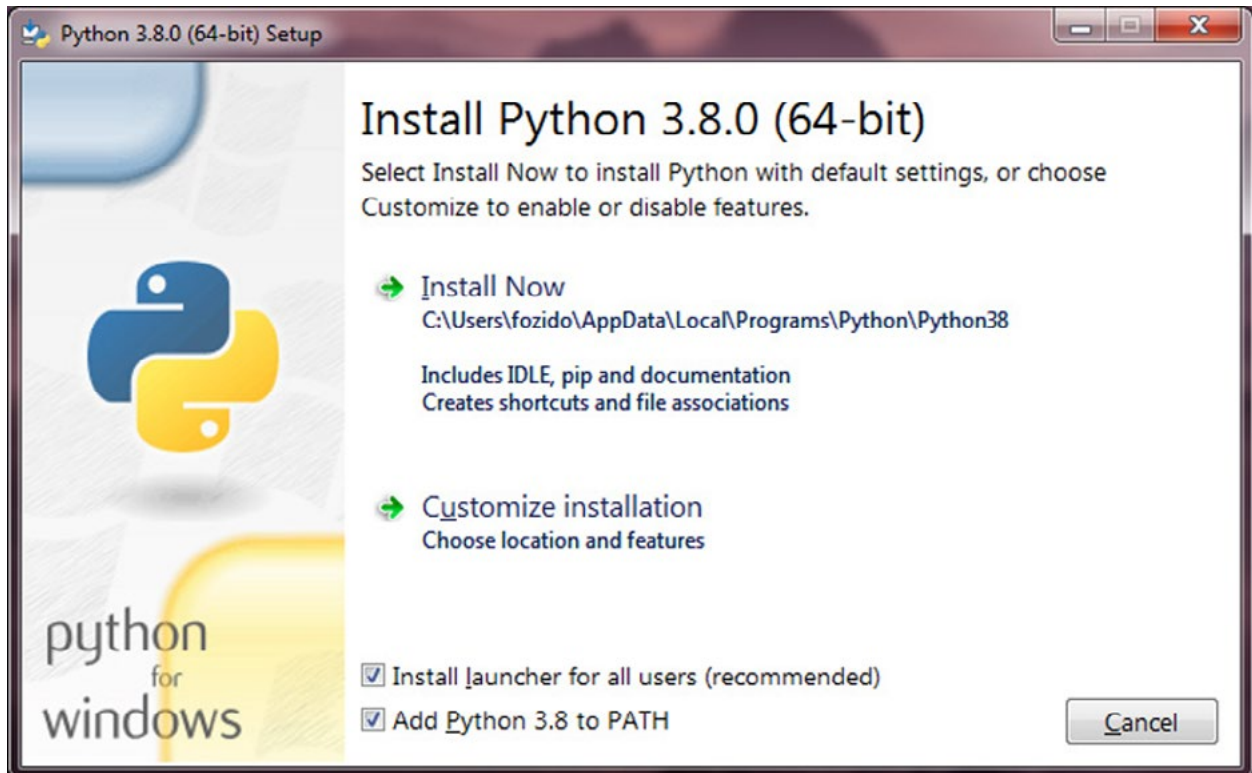 Python 3.8.0 (64-bit) Setup
Install Python 3.8.0 (64-bit)
Select Install Now to install Python with default settings, or choose
Customize to enable or disable features.
Install Now
C:\Users\fozido\AppData\Local\Programs\Python\Python38
Includes IDLE, pip and documentation
Creates shortcuts and file associations
Customize installation
Choose location and features
python
for
windows
Install launcher for all users (recommended)
Add Python 3.8 to PATH
Cancel